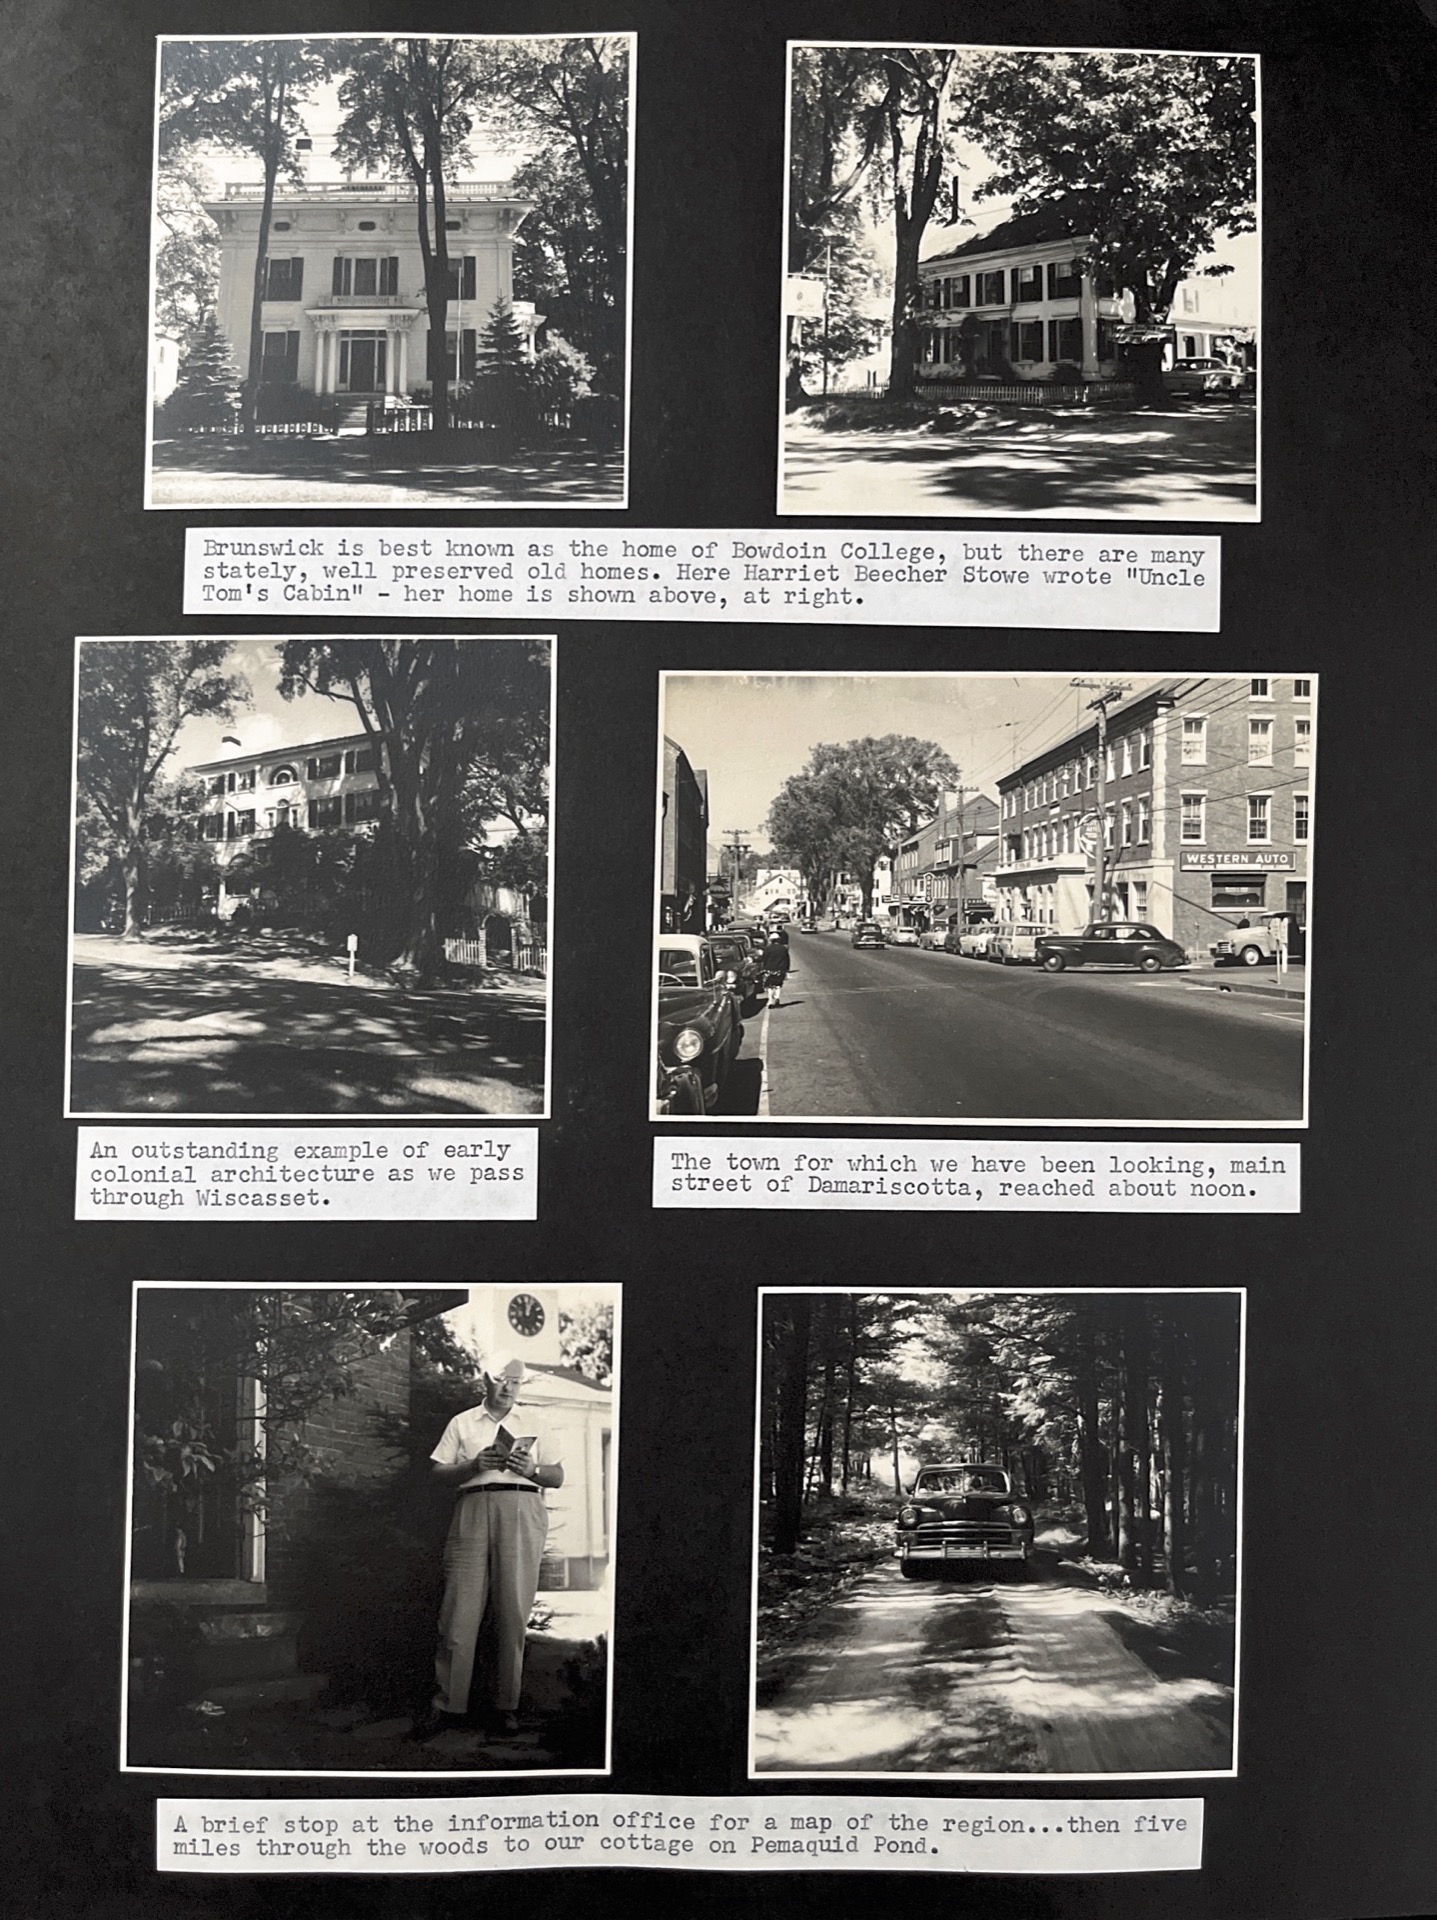 Brunswick is best known as the home of Bowdoin College, but there are many
stately, well preserved old homes. Here Harriet Beecher Stowe wrote "Uncle
Tom's Cabin" - her home is shown above, at right.
WESTERN AUTO
An outstanding example of early
colonial architecture as we pass
through Wiscasset.
The town for which we have been looking, main
street of Damariscotta, reached about noon.
A brief stop at the information office for a map of the region...then five
miles through the woods to our cottage on Pemaquid Pond.